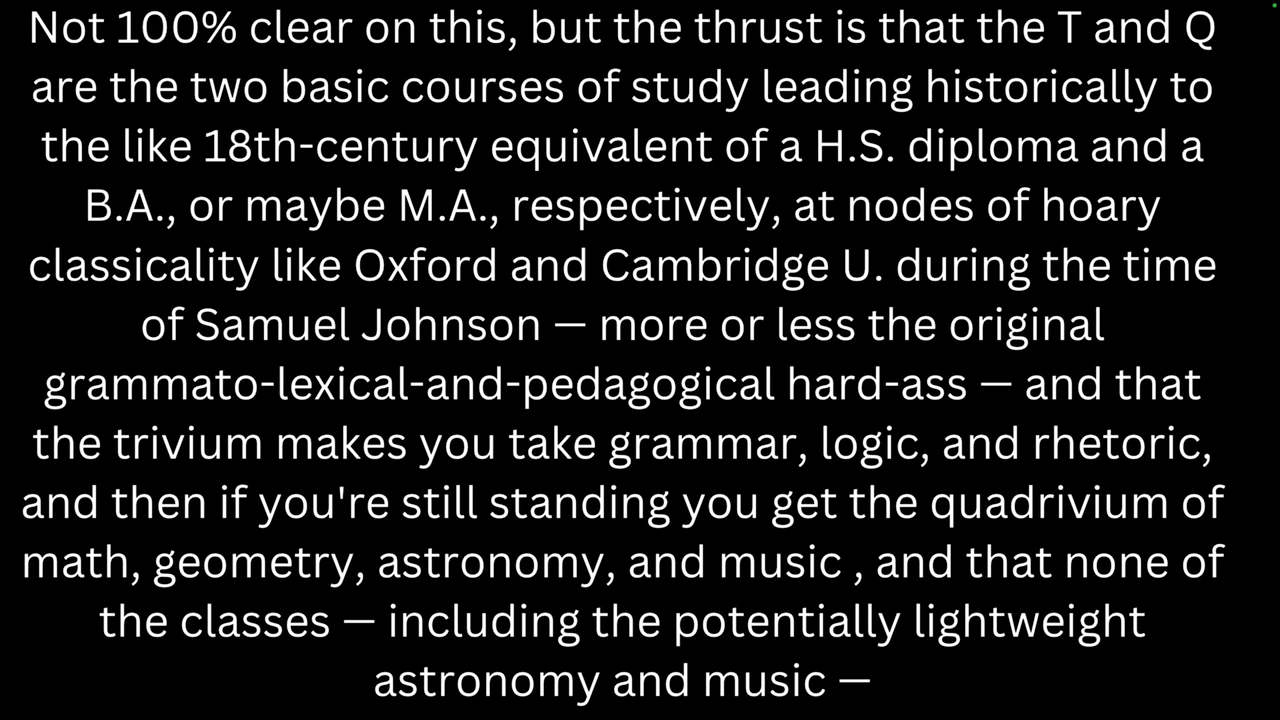 Not 100% clear on this, but the thrust is that the T and Q
are the two basic courses of study leading historically to
the like 18th-century equivalent of a H.S. diploma and a
B.A., or maybe M.A., respectively, at nodes of hoary
classicality like Oxford and Cambridge U. during the time
of Samuel Johnson — more or less the original
grammato-lexical-and-pedagogical hard-ass — and that
the trivium makes you take grammar, logic, and rhetoric,
and then if you're still standing you get the quadrivium of
math, geometry, astronomy, and music , and that none of
the classes — including the potentially lightweight
astronomy and music —